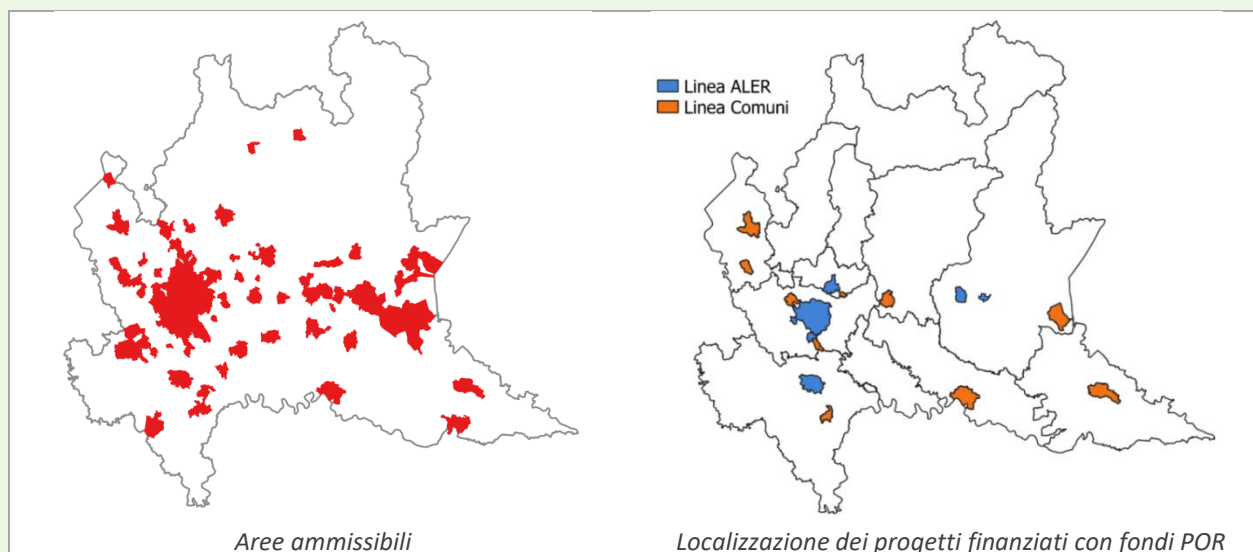 Linea ALER
Linea Comuni
Aree ammissibili
Localizzazione dei progetti finanziati con fondi POR